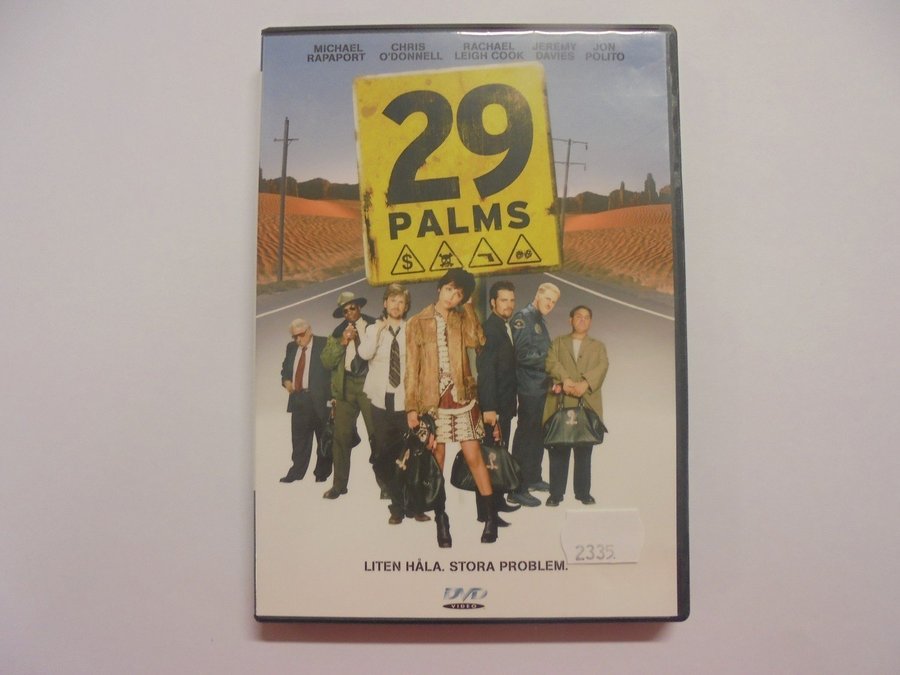 MICHAEL RAPAPORT
CHRIS O'DONNELL
RACHAEL LEIGH COOK
JEREMY DAVIES
JON POLITO
29
PALMS
$
LITEN HÅLA. STORA PROBLEM.
2335.
DVD
VIDEO